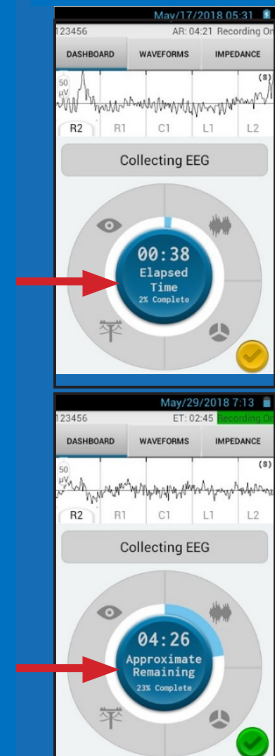 May/17/2018 05:31
123456 AR: 04:21 Recording On
DASHBOARD WAVEFORMS IMPEDANCE
50 (s)
µV
R2 R1 C1 L1 L2
Collecting EEG
00:38
Elapsed
Time
2% Complete
May/29/2018 7:13
123456 ET: 02:45 Recording On
DASHBOARD WAVEFORMS IMPEDANCE
50 (s)
µV
R2 R1 C1 L1 L2
Collecting EEG
04:26
Approximate
Remaining
23% Complete